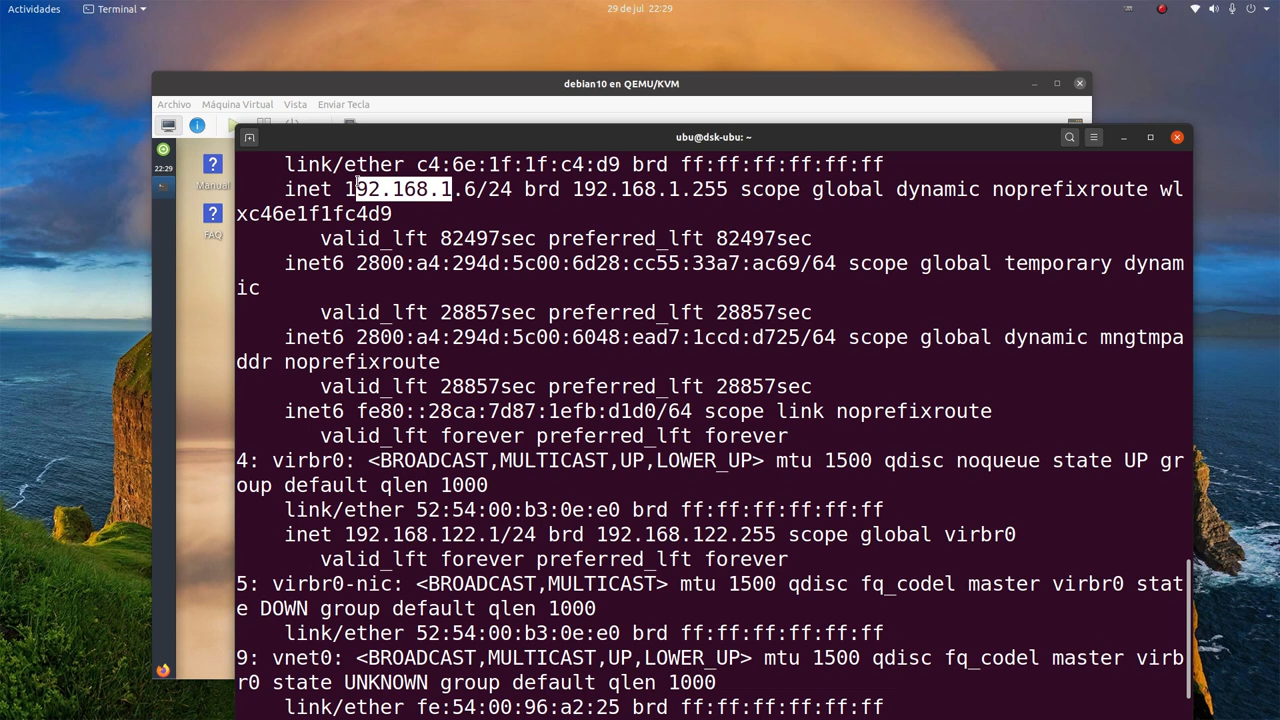 Actividades
Terminal
29 de jul 22:29
debian10 en QEMU/KVM
Archivo
Máquina Virtual
Vista
Enviar Tecla
22:29
Manual
FAQ
ubu@dsk-ubu: ~
link/ether c4:6e:1f:1f:c4:d9 brd ff:ff:ff:ff:ff:ff
inet 192.168.1.6/24 brd 192.168.1.255 scope global dynamic noprefixroute wl
xc46e1f1fc4d9
valid_lft 82497sec preferred_lft 82497sec
inet6 2800:a4:294d:5c00:6d28:cc55:33a7:ac69/64 scope global temporary dynam
ic
valid_lft 28857sec preferred_lft 28857sec
inet6 2800:a4:294d:5c00:6048:ead7:1ccd:d725/64 scope global dynamic mngtmpa
ddr noprefixroute
valid_lft 28857sec preferred_lft 28857sec
inet6 fe80::28ca:7d87:1efb:d1d0/64 scope link noprefixroute
valid_lft forever preferred_lft forever
4: virbr0: <BROADCAST,MULTICAST,UP,LOWER_UP> mtu 1500 qdisc noqueue state UP gr
oup default qlen 1000
link/ether 52:54:00:b3:0e:e0 brd ff:ff:ff:ff:ff:ff
inet 192.168.122.1/24 brd 192.168.122.255 scope global virbr0
valid_lft forever preferred_lft forever
5: virbr0-nic: <BROADCAST,MULTICAST> mtu 1500 qdisc fq_codel master virbr0 stat
e DOWN group default qlen 1000
link/ether 52:54:00:b3:0e:e0 brd ff:ff:ff:ff:ff:ff
9: vnet0: <BROADCAST,MULTICAST,UP,LOWER_UP> mtu 1500 qdisc fq_codel master virb
r0 state UNKNOWN group default qlen 1000
link/ether fe:54:00:96:a2:25 brd ff:ff:ff:ff:ff:ff